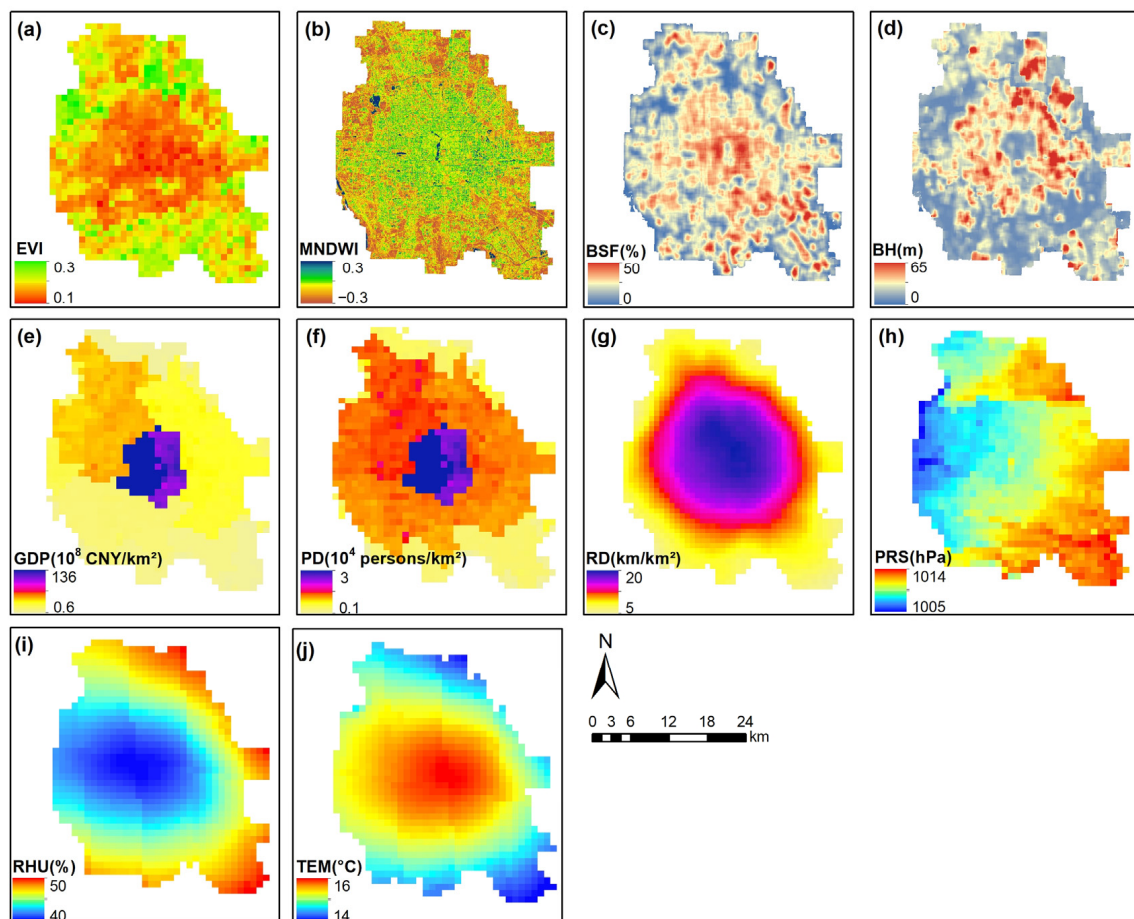 (a)
EVI
0.3
0.1
(b)
MNDWI
0.3
−0.3
(c)
BSF(%)
50
0
(d)
BH(m)
65
0
(e)
GDP(10⁸ CNY/km²)
136
0.6
(f)
PD(10⁴ persons/km²)
3
0.1
(g)
RD(km/km²)
20
5
(h)
PRS(hPa)
1014
1005
(i)
RHU(%)
50
40
(j)
TEM(°C)
16
14
N
0 3 6 12 18 24
km